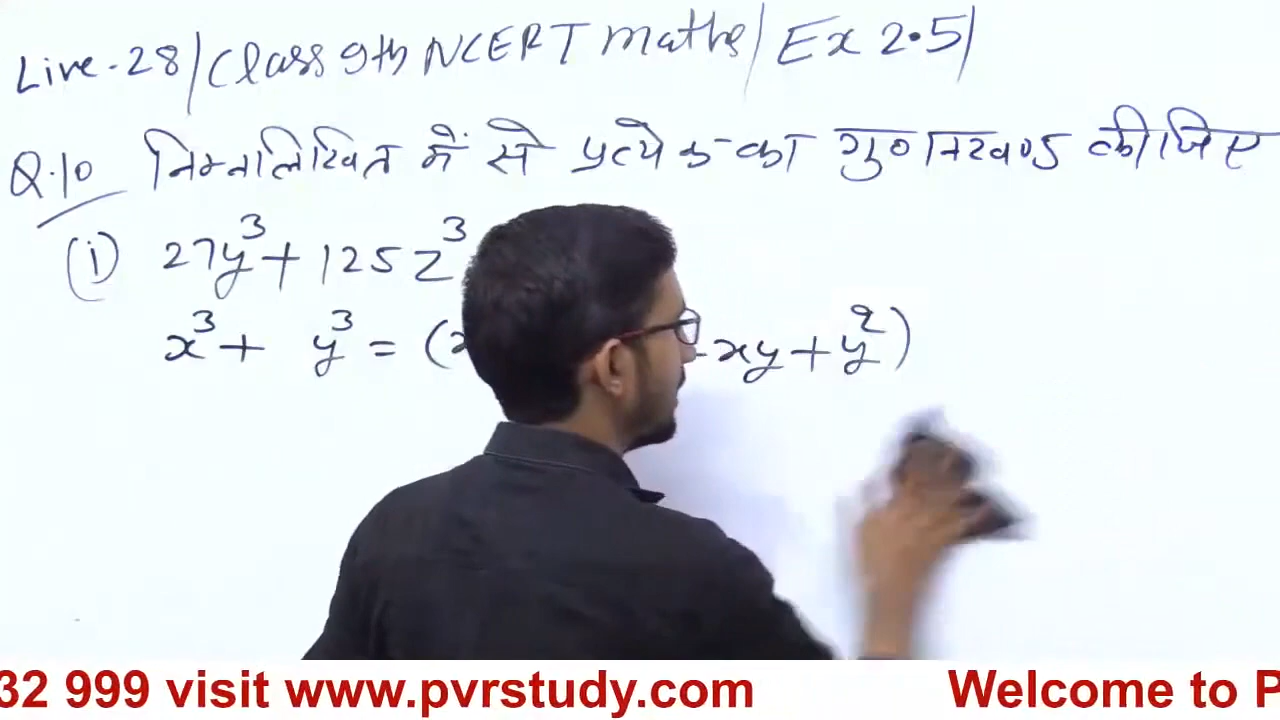 Live-28/Class 9th NCERT maths/Ex 2.5/
Q.10 निम्नलिखित में से प्रत्येक का गुणनखण्ड कीजिए
(i) 27y³ + 125z³
x³ + y³ = ( xy + y²)
32 999 visit www.pvrstudy.com Welcome to P